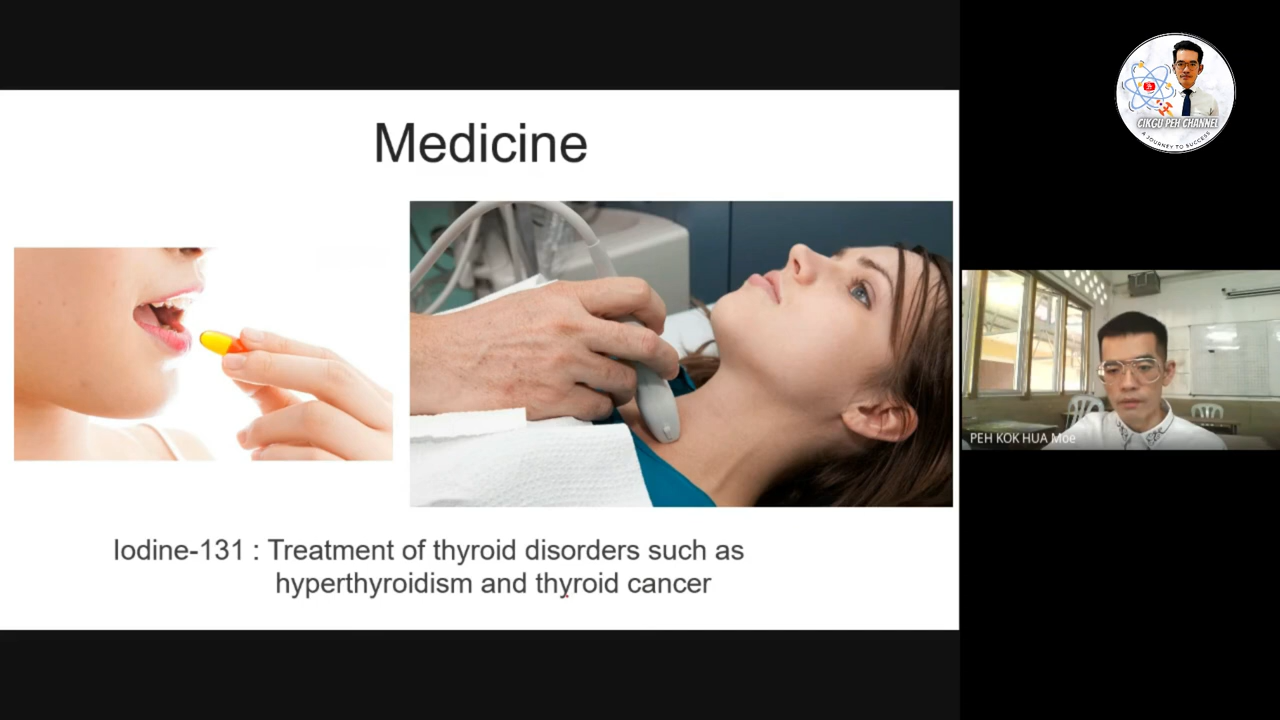 Medicine
Iodine-131 : Treatment of thyroid disorders such as
hyperthyroidism and thyroid cancer
CIKGU PEH CHANNEL
A JOURNEY TO SUCCESS
PEH KOK HUA Moe